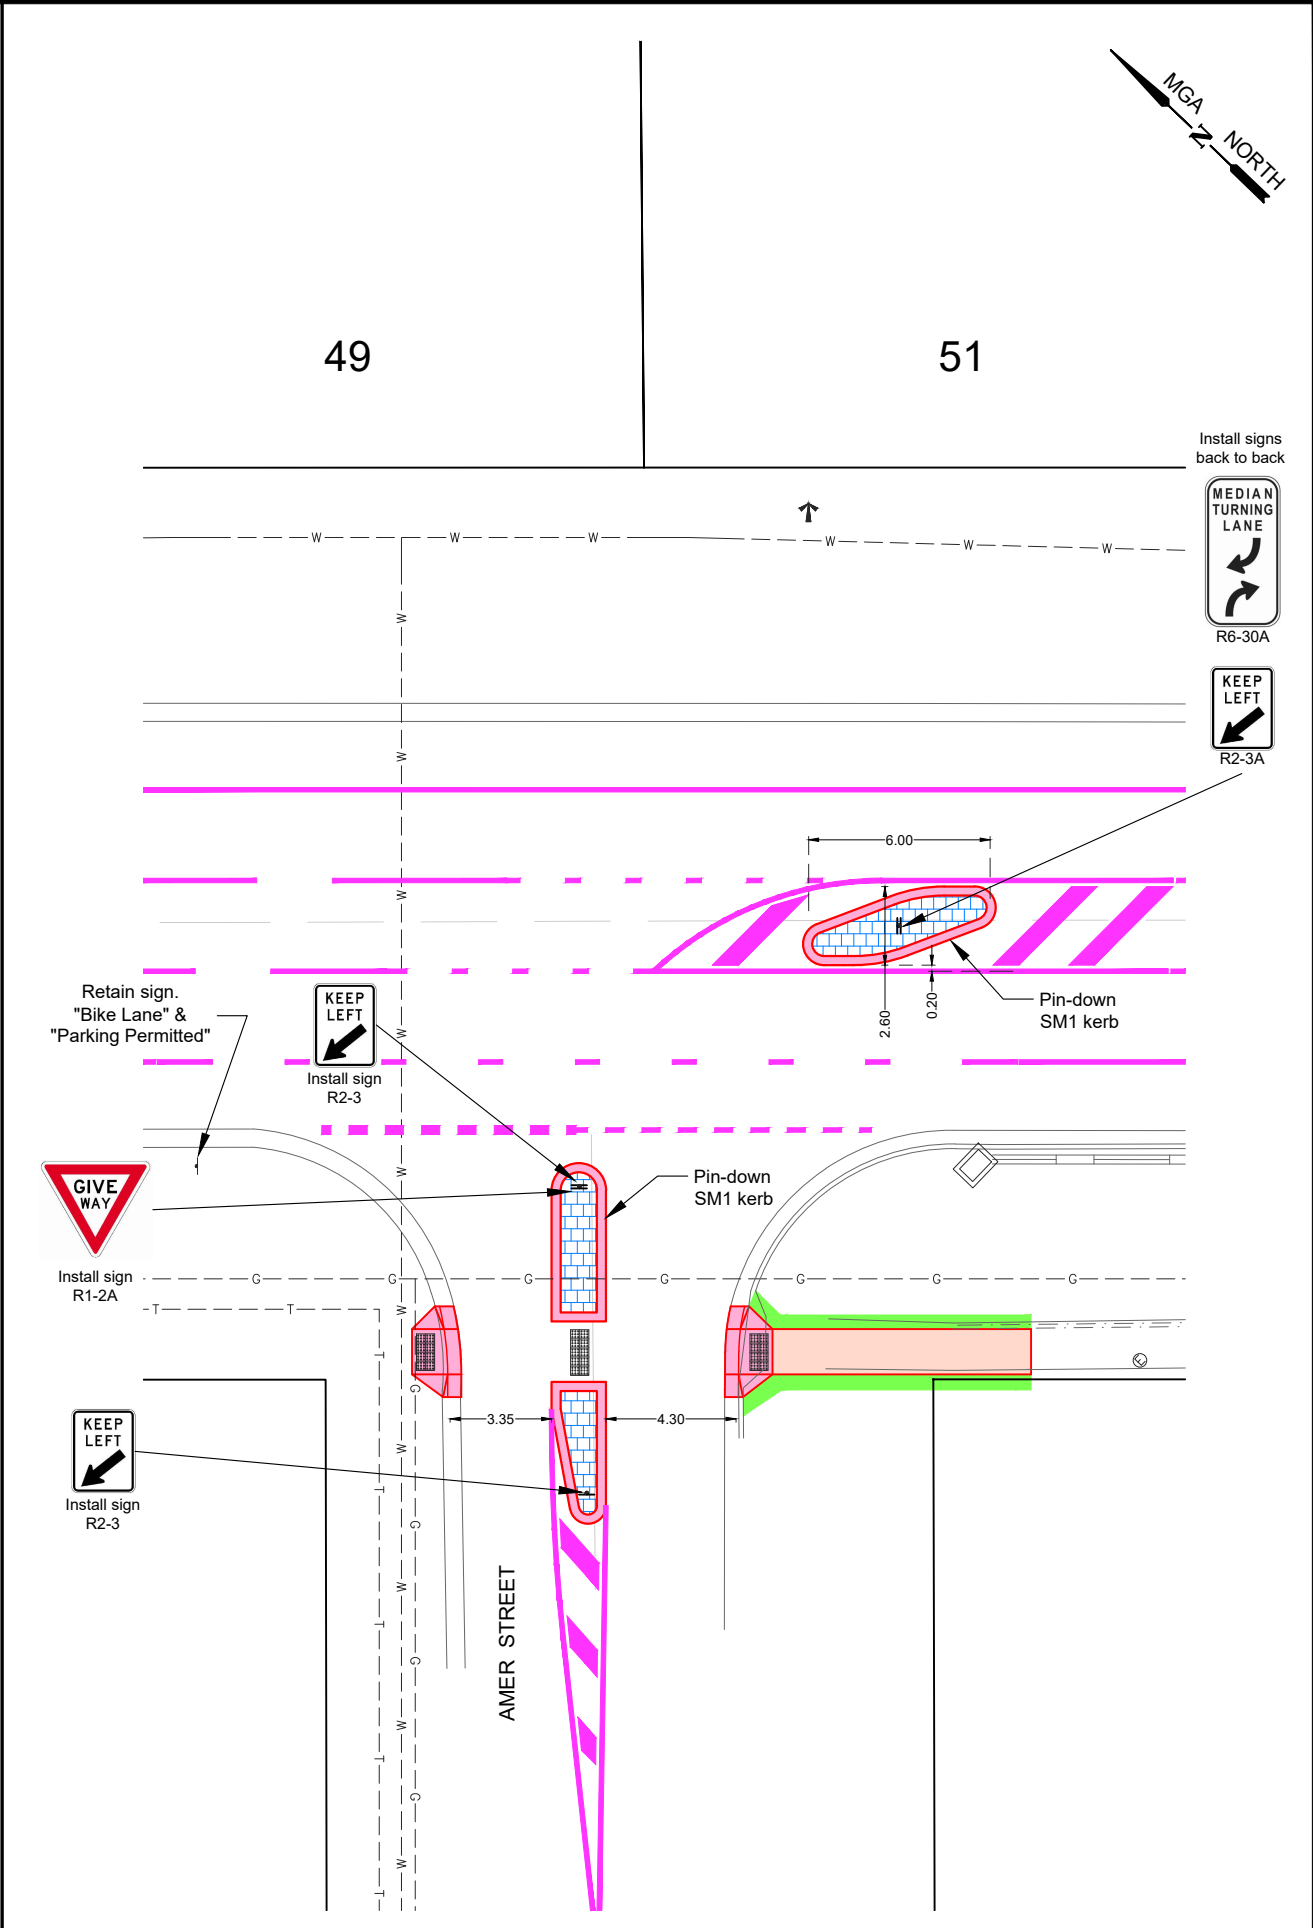 MGA N NORTH
49
51
Install signs
back to back
MEDIAN
TURNING
LANE
R6-30A
KEEP
LEFT
R2-3A
W W W W W W
W
W
W
W
W
W
W
W
W
W
6.00
2.60
0.20
Pin-down
SM1 kerb
Retain sign.
"Bike Lane" &
"Parking Permitted"
KEEP
LEFT
Install sign
R2-3
Pin-down
SM1 kerb
GIVE
WAY
Install sign
R1-2A
G G G G G G G
T T
T
T
T
T
T
G
G
G
G
E
3.35
4.30
KEEP
LEFT
Install sign
R2-3
AMER STREET